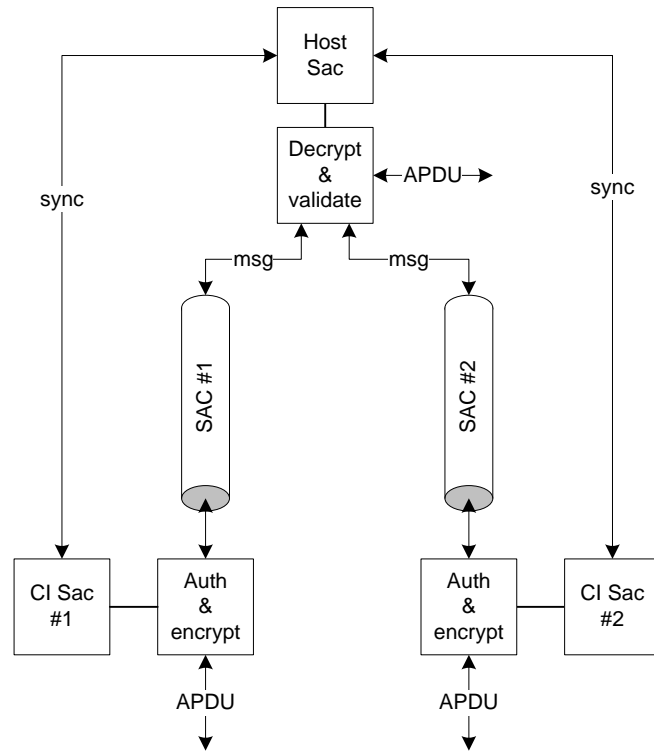 Host
Sac
Decrypt
&
validate
APDU
sync
sync
msg
msg
SAC #1
SAC #2
CI Sac
#1
Auth
&
encrypt
Auth
&
encrypt
CI Sac
#2
APDU
APDU